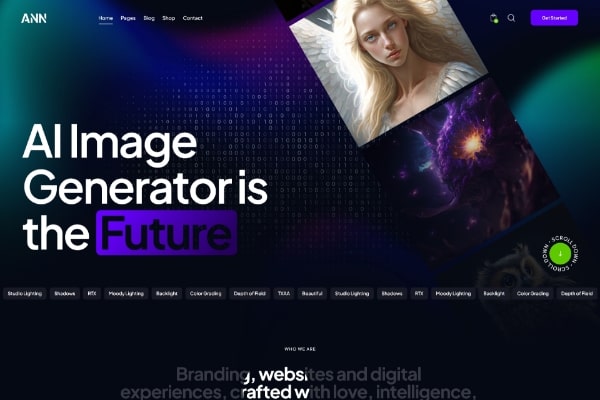 ANN
Home Pages Blog Shop Contact
Get Started
AI Image
Generator is
the Future
SCROLL DOWN • SCROLL DOWN •
Studio Lighting Shadows RTX Moody Lighting Backlight Color Grading Depth of Field TXAA Beautiful Studio Lighting Shadows RTX Moody Lighting Backlight Color Grading Depth of Field
WHO WE ARE
Branding, websites and digital
experiences, crafted with love, intelligence,